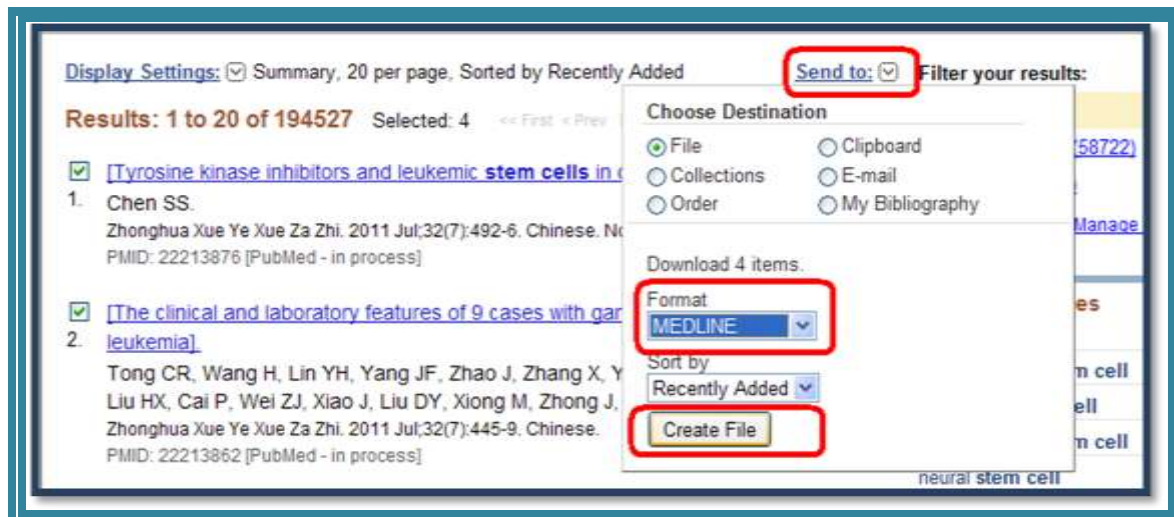 Display Settings: Summary, 20 per page, Sorted by Recently Added Send to: Filter your results:
Results: 1 to 20 of 194527 Selected: 4 << First < Prev
[Tyrosine kinase inhibitors and leukemic stem cells in
1. Chen SS.
Zhonghua Xue Ye Xue Za Zhi. 2011 Jul;32(7):492-6. Chinese.
PMID: 22213876 [PubMed - in process]
[The clinical and laboratory features of 9 cases with
2. leukemia].
Tong CR, Wang H, Lin YH, Yang JF, Zhao J, Zhang X,
Liu HX, Cai P, Wei ZJ, Xiao J, Liu DY, Xiong M, Zhong J,
Zhonghua Xue Ye Xue Za Zhi. 2011 Jul;32(7):445-9. Chinese.
PMID: 22213862 [PubMed - in process]
Choose Destination
File Clipboard
Collections E-mail
Order My Bibliography
Download 4 items.
Format
MEDLINE
Sort by
Recently Added
Create File
(58722)
Manage
cell
cell
neural stem cell